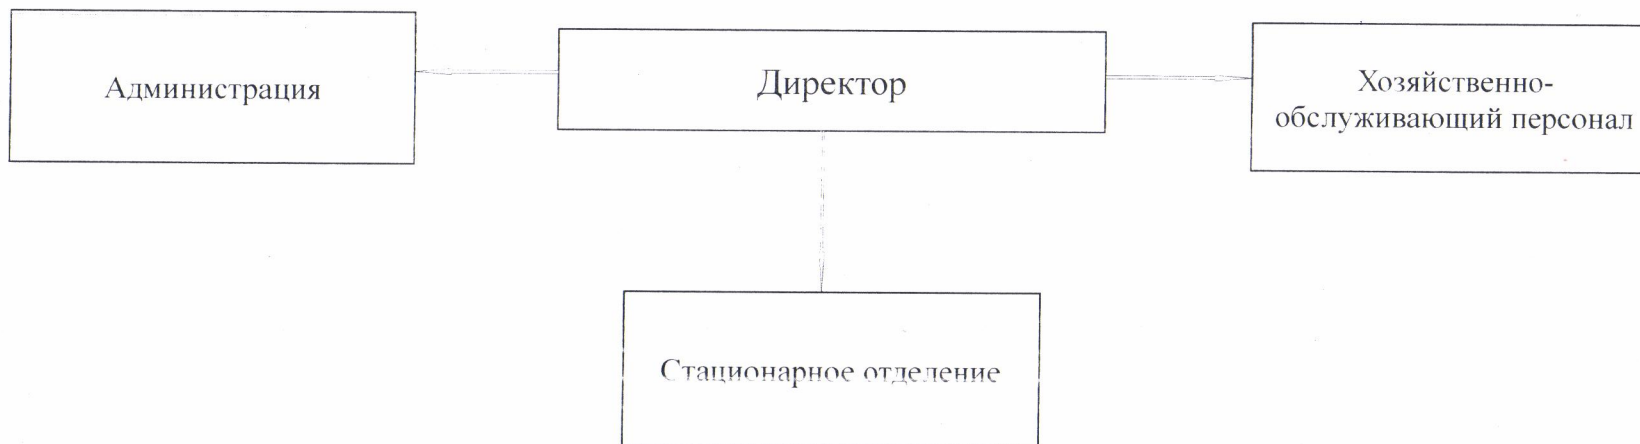 Администрация
Директор
Хозяйственно-
обслуживающий персонал
Стационарное отделение